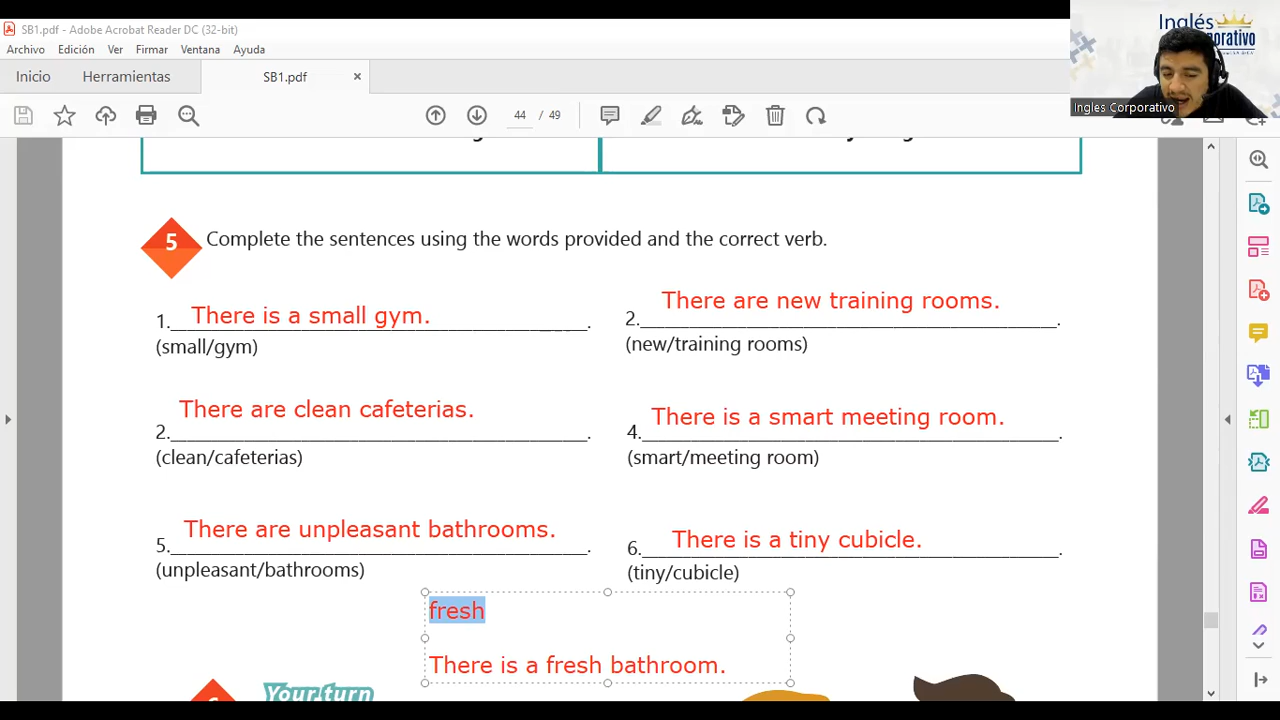 SB1.pdf - Adobe Acrobat Reader DC (32-bit)
Archivo Edición Ver Firmar Ventana Ayuda
Inicio Herramientas SB1.pdf ×
44 / 49
Inglés
Ingles Corporativo
5 Complete the sentences using the words provided and the correct verb.
1. There is a small gym. .
(small/gym)
2. There are new training rooms. .
(new/training rooms)
2. There are clean cafeterias. .
(clean/cafeterias)
4. There is a smart meeting room. .
(smart/meeting room)
5. There are unpleasant bathrooms. .
(unpleasant/bathrooms)
6. There is a tiny cubicle. .
(tiny/cubicle)
fresh
There is a fresh bathroom.
Your turn